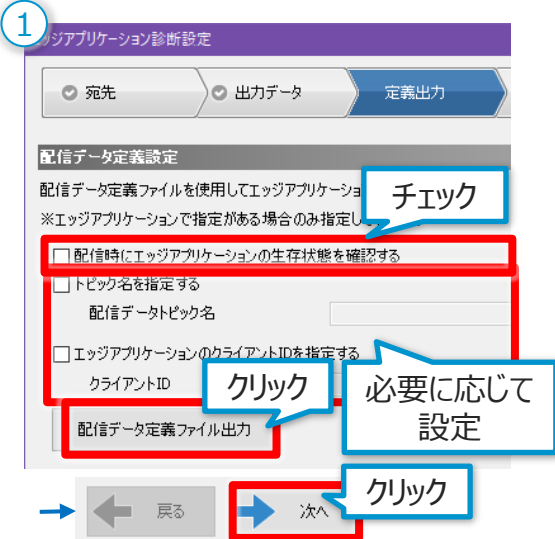 1
ッジアプリケーション診断設定
宛先
出力データ
定義出力
配信データ定義設定
配信データ定義ファイルを使用してエッジアプリケーショ
チェック
※エッジアプリケーションで指定がある場合のみ指定し
配信時にエッジアプリケーションの生存状態を確認する
トピック名を指定する
配信データトピック名
エッジアプリケーションのクライアントIDを指定する
クライアントID
クリック
必要に応じて
設定
配信データ定義ファイル出力
戻る
次へ
クリック